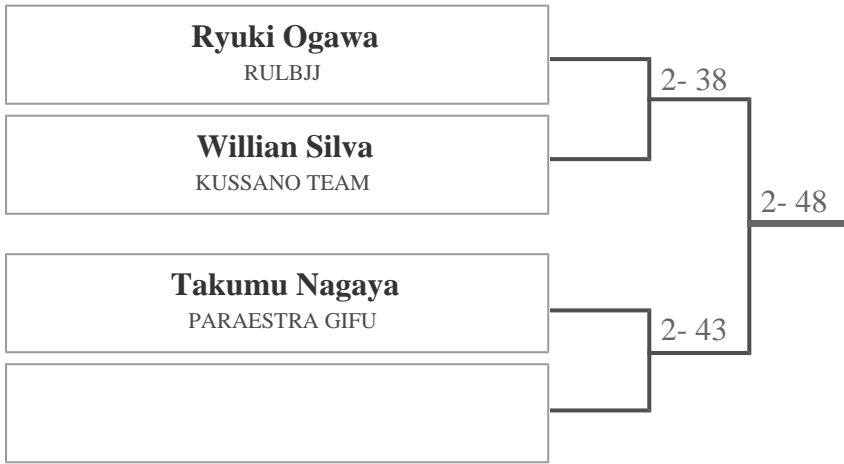 Ryuki Ogawa
RULBJJ
2- 38
Willian Silva
KUSSANO TEAM
2- 48
Takumu Nagaya
PARAESTRA GIFU
2- 43